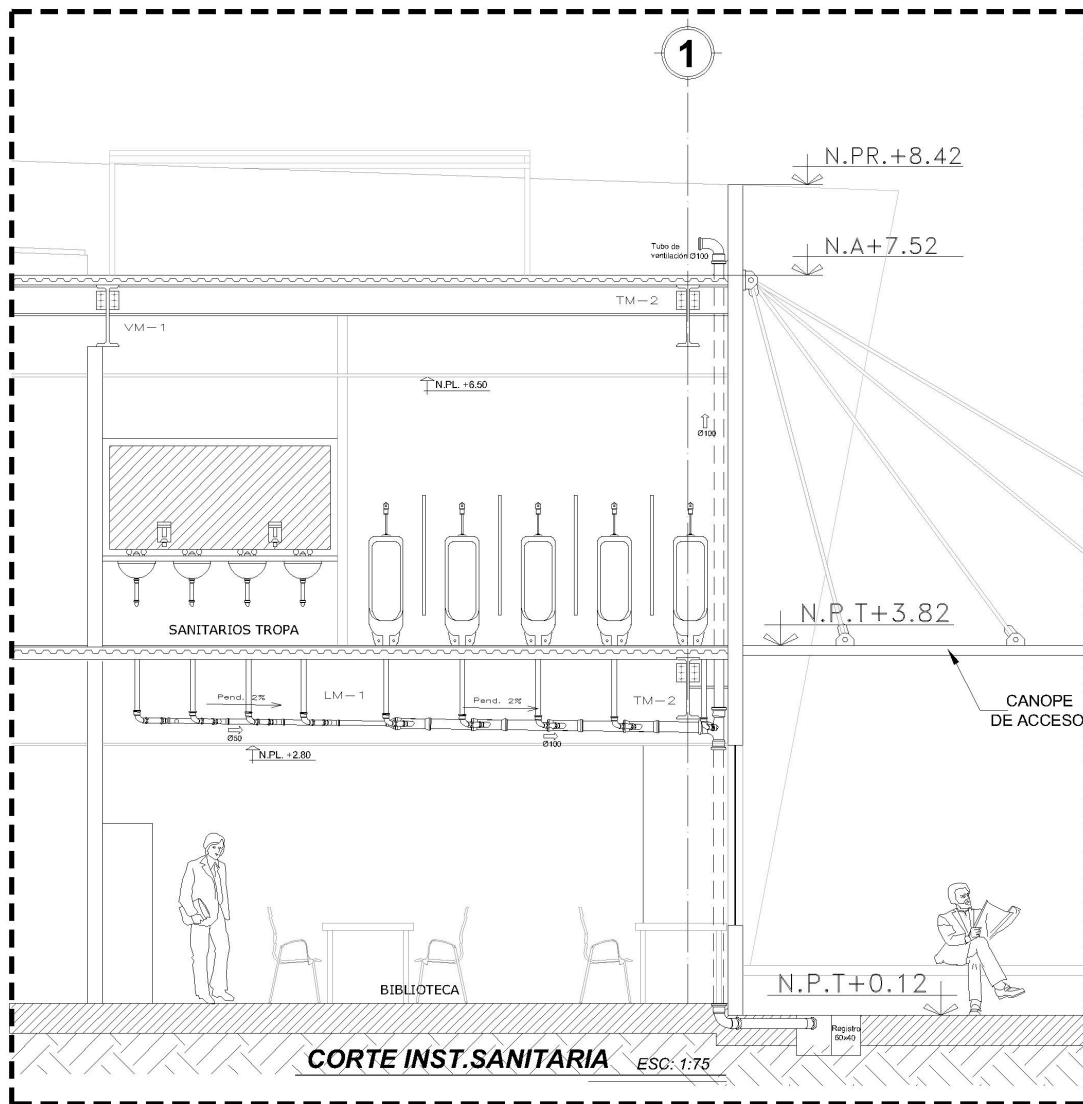 1
N.PR.+8.42
Tubo de
ventilación Ø100
N.A+7.52
TM-2
VM-1
N.PL. +6.50
Ø100
SANITARIOS TROPA
N.P.T+3.82
Pend. 2%
LM-1
Pend. 2%
TM-2
CANOPE
DE ACCESO
Ø50
Ø100
N.PL. +2.80
BIBLIOTECA
N.P.T+0.12
Registro
60x40
CORTE INST.SANITARIA ESC: 1:75